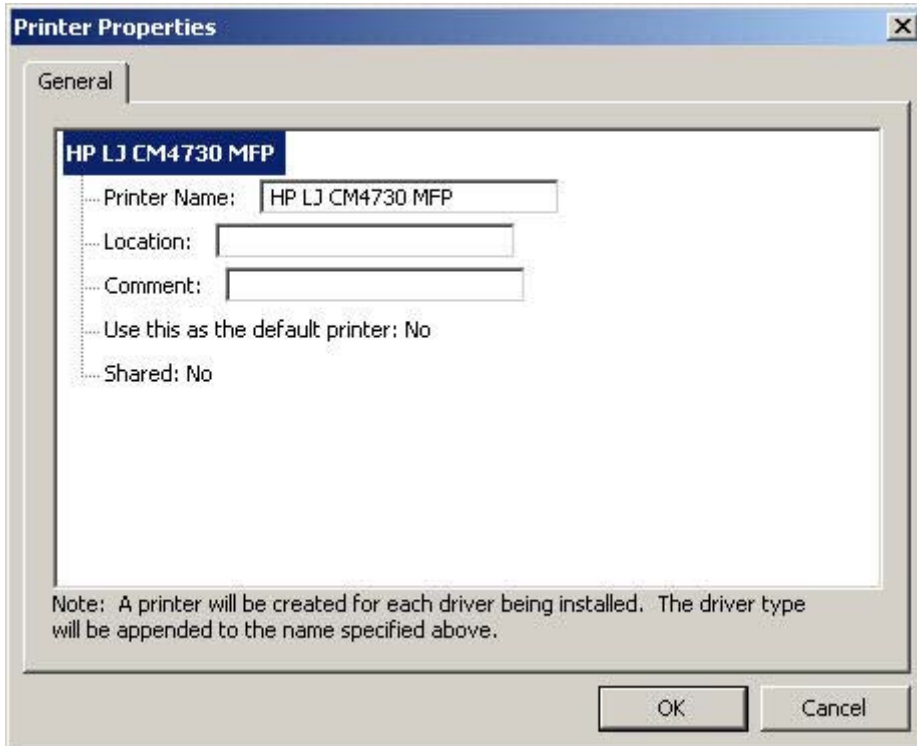 Printer Properties
General
HP LJ CM4730 MFP
Printer Name: HP LJ CM4730 MFP
Location:
Comment:
Use this as the default printer: No
Shared: No
Note:  A printer will be created for each driver being installed.  The driver type
will be appended to the name specified above.
OK Cancel